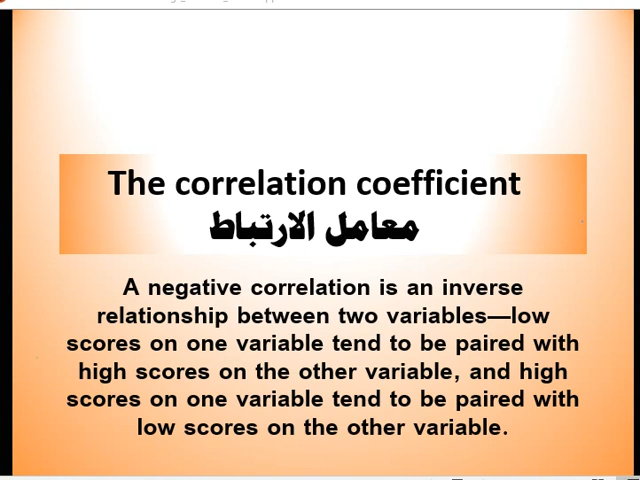 The correlation coefficient
معامل الارتباط
A negative correlation is an inverse
relationship between two variables—low
scores on one variable tend to be paired with
high scores on the other variable, and high
scores on one variable tend to be paired with
low scores on the other variable.